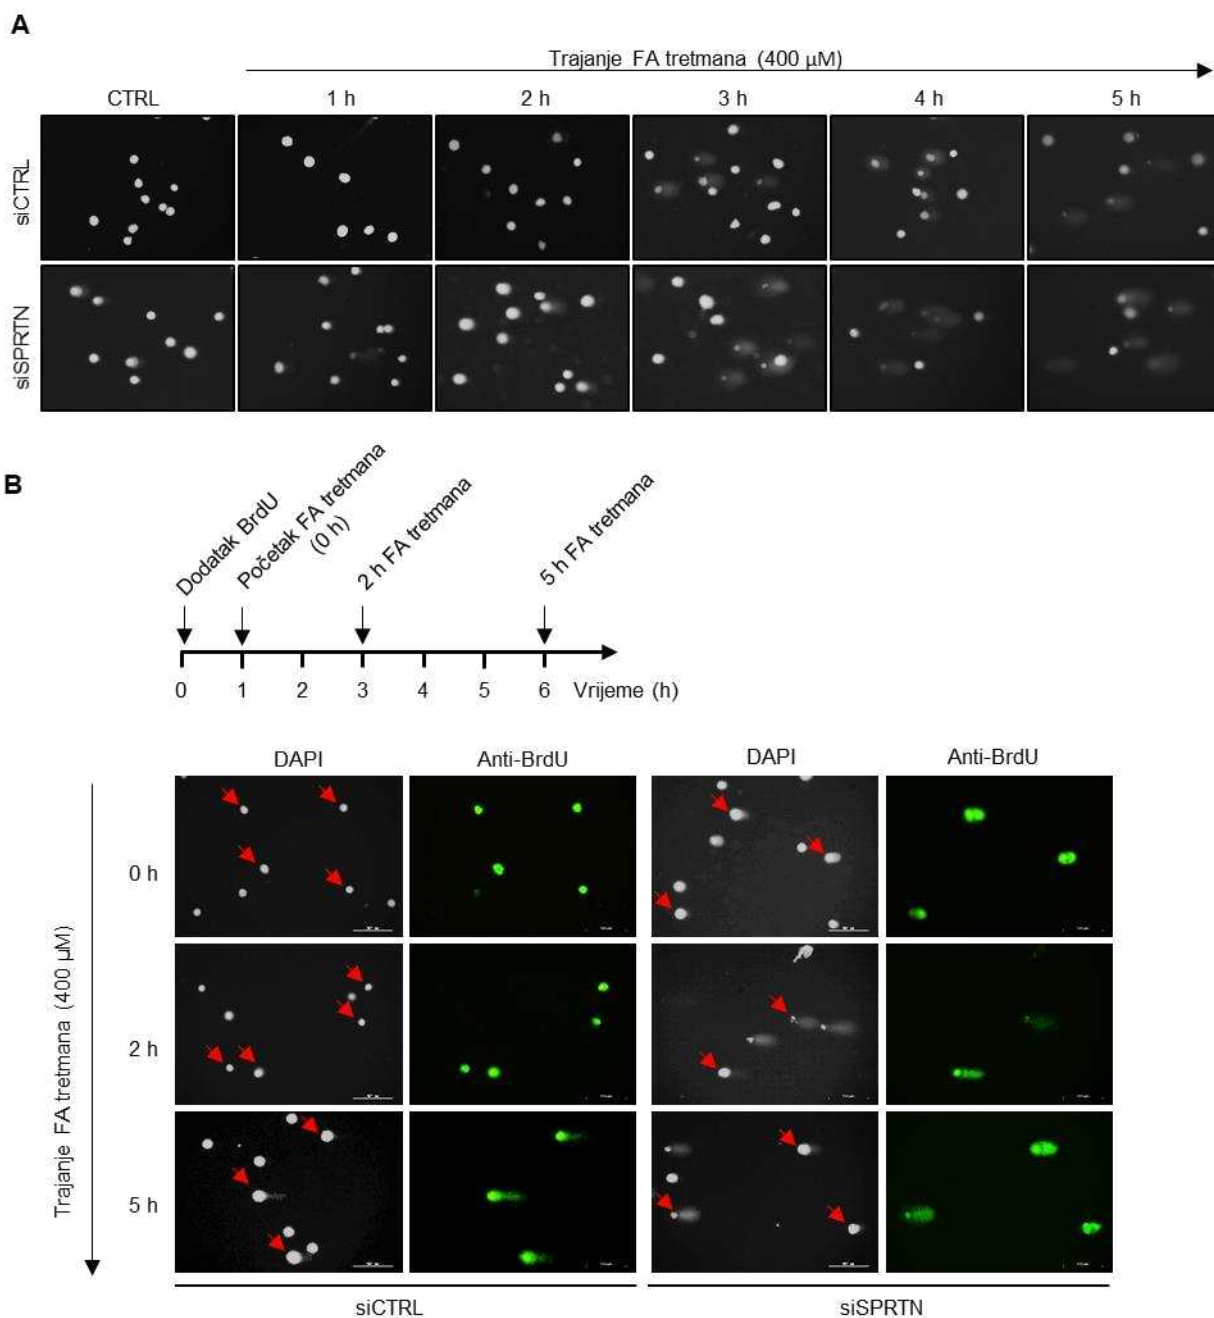 A
Trajanje FA tretmana (400 µM)
CTRL 1 h 2 h 3 h 4 h 5 h
siCTRL
siSPRTN
B
Dodatak BrdU
Početak FA tretmana
(0 h)
2 h FA tretmana
5 h FA tretmana
0 1 2 3 4 5 6 Vrijeme (h)
DAPI Anti-BrdU DAPI Anti-BrdU
Trajanje FA tretmana (400 µM)
0 h
2 h
5 h
siCTRL siSPRTN